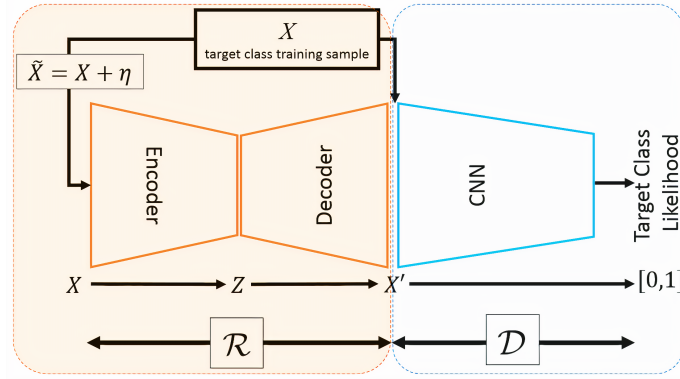 X
target class training sample
X̃ = X + η
Encoder
Decoder
CNN
Target Class
Likelihood
X
Z
X′
[0,1]
ℛ
𝒟